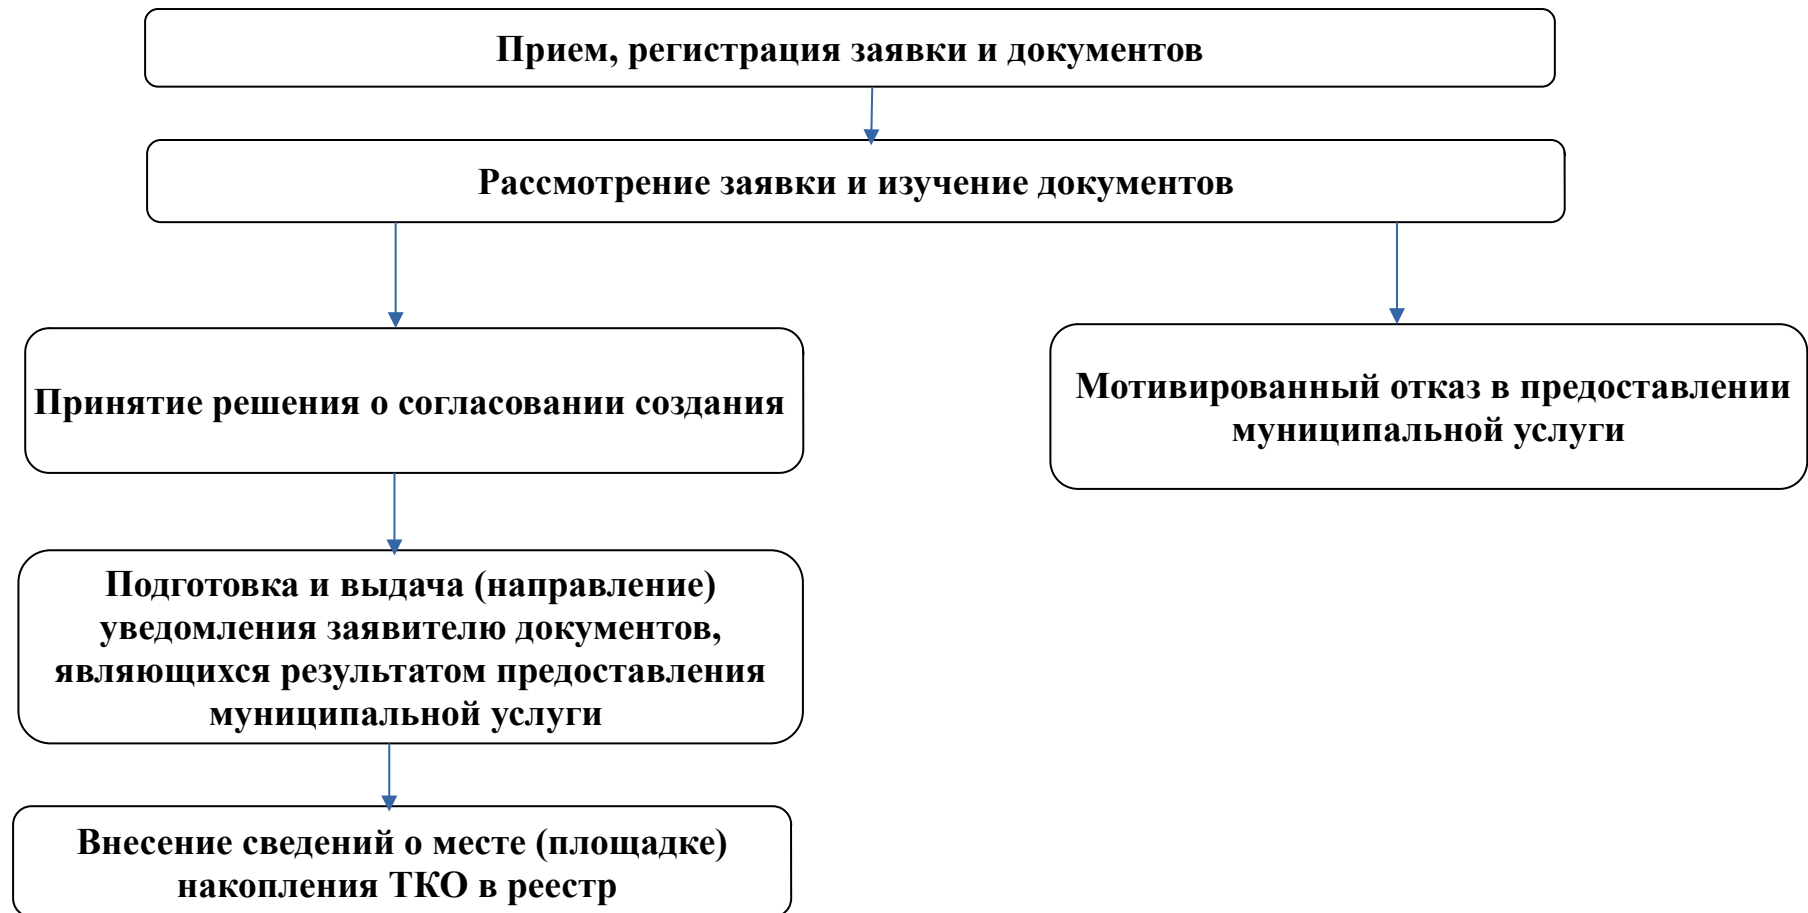 Прием, регистрация заявки и документов
Рассмотрение заявки и изучение документов
Принятие решения о согласовании создания
Мотивированный отказ в предоставлении
муниципальной услуги
Подготовка и выдача (направление)
уведомления заявителю документов,
являющихся результатом предоставления
муниципальной услуги
Внесение сведений о месте (площадке)
накопления ТКО в реестр